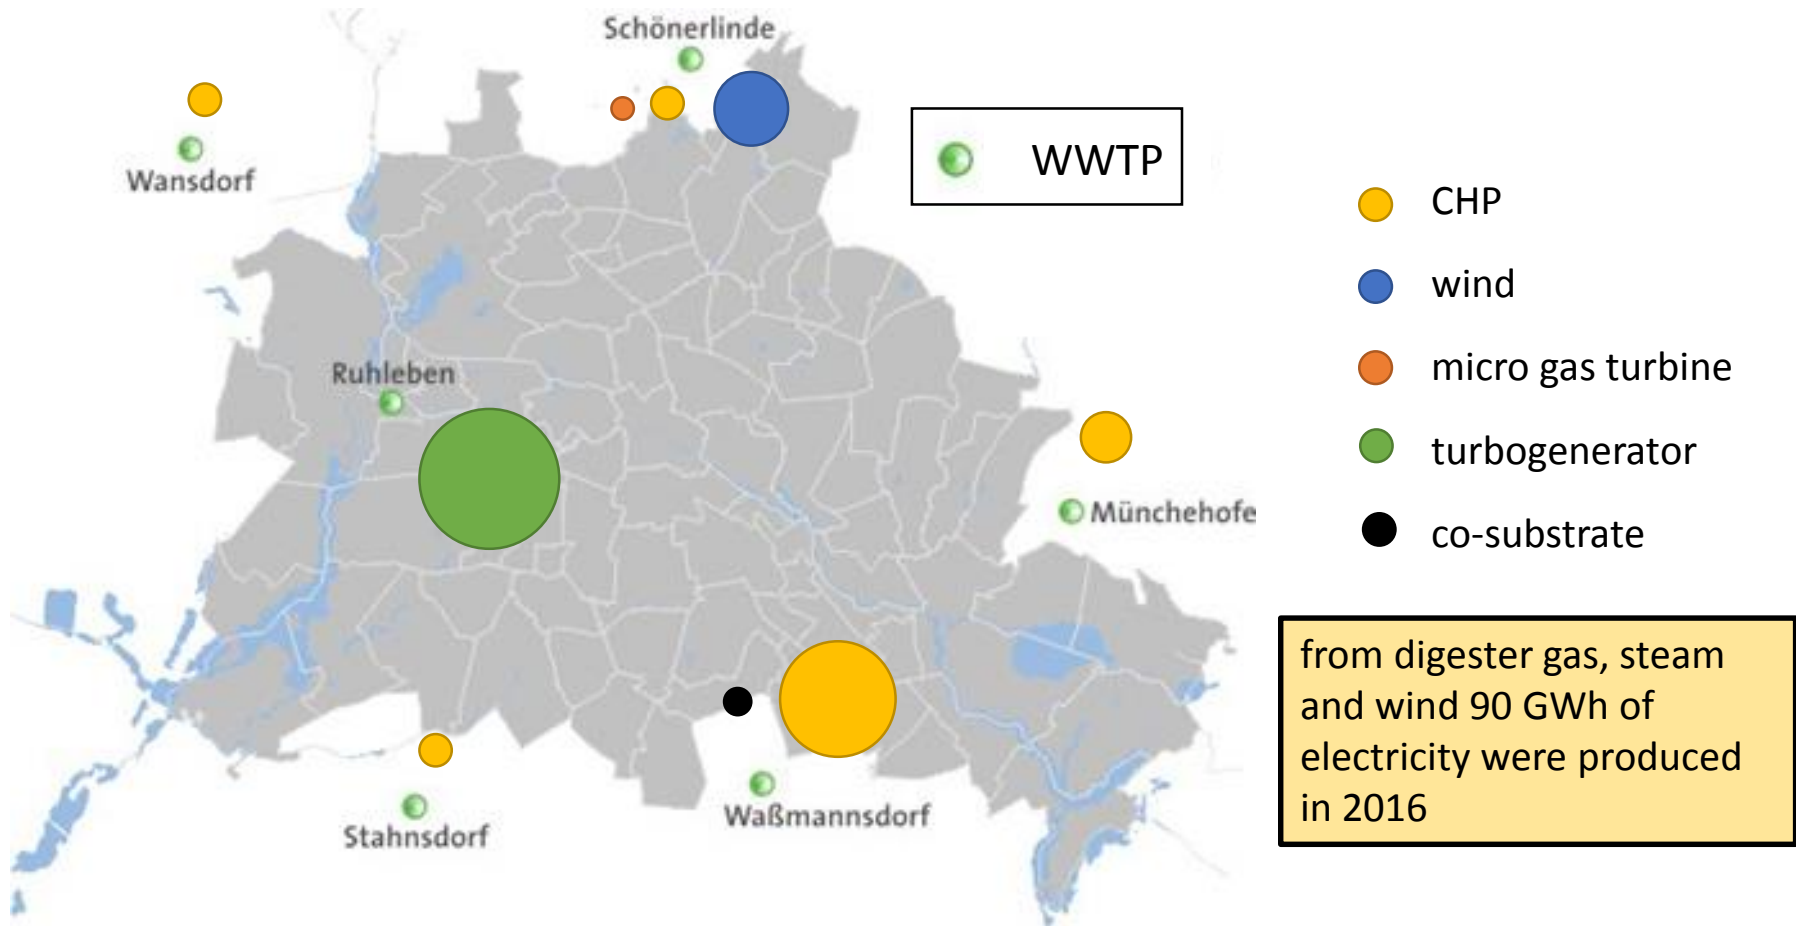 Schönerlinde
Wansdorf
WWTP
Ruhleben
Münchehofe
Waßmannsdorf
Stahnsdorf
CHP
wind
micro gas turbine
turbogenerator
co-substrate
from digester gas, steam
and wind 90 GWh of
electricity were produced
in 2016